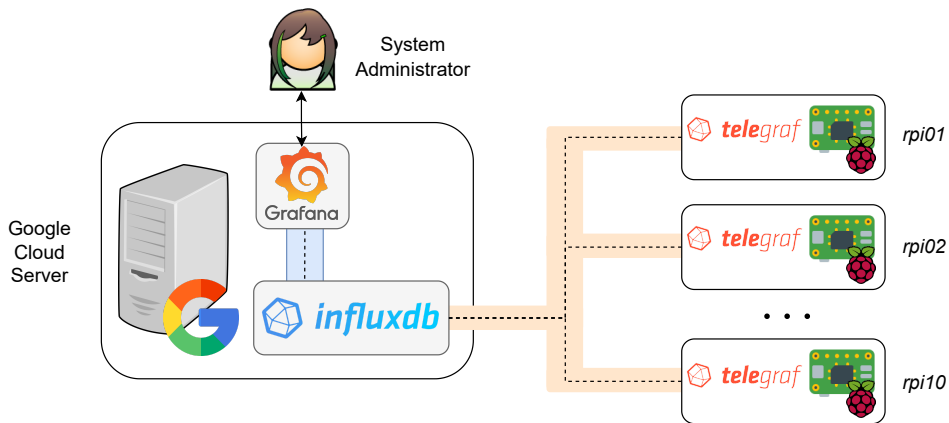 System
Administrator
Google
Cloud
Server
Grafana
influxdb
telegraf
rpi01
telegraf
rpi02
. . .
telegraf
rpi10